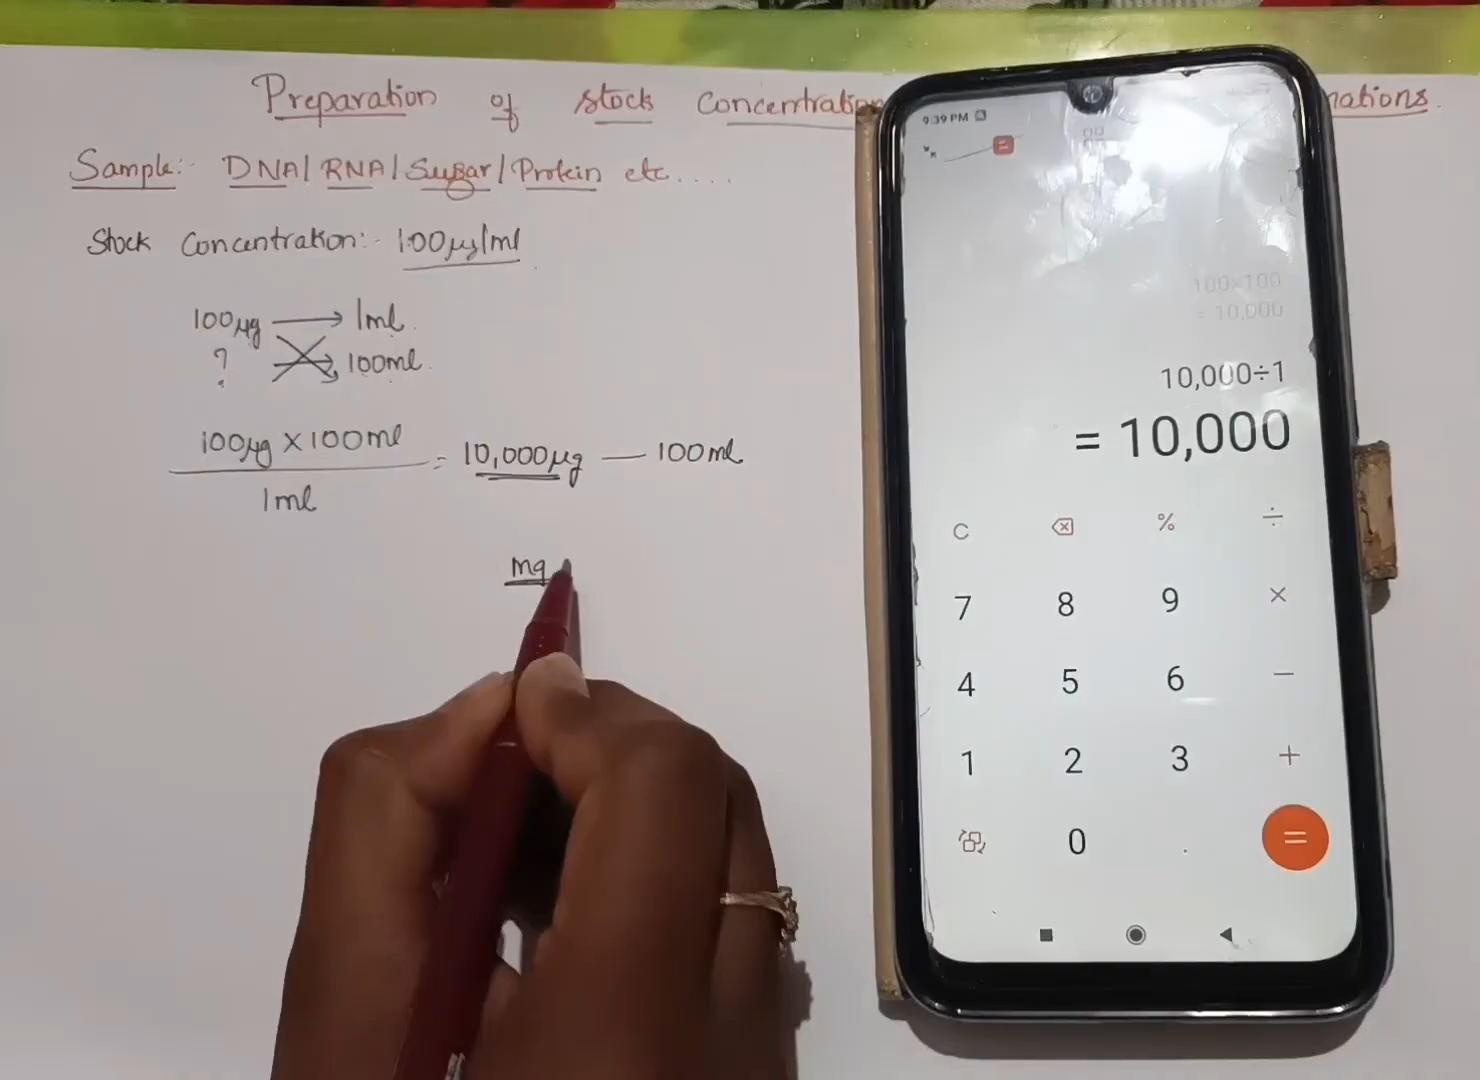 Preparation of stock Concentration
Sample:- DNA/ RNA/ Sugar/ Protein etc....
Stock Concentration:- 100µg/ml
100µg → 1ml
? 100ml
100µg × 100ml = 10,000µg — 100ml
1ml
mg
9:39 PM
100×100
= 10,000
10,000÷1
= 10,000
C % ÷
7 8 9 ×
4 5 6 −
1 2 3 +
0 . =